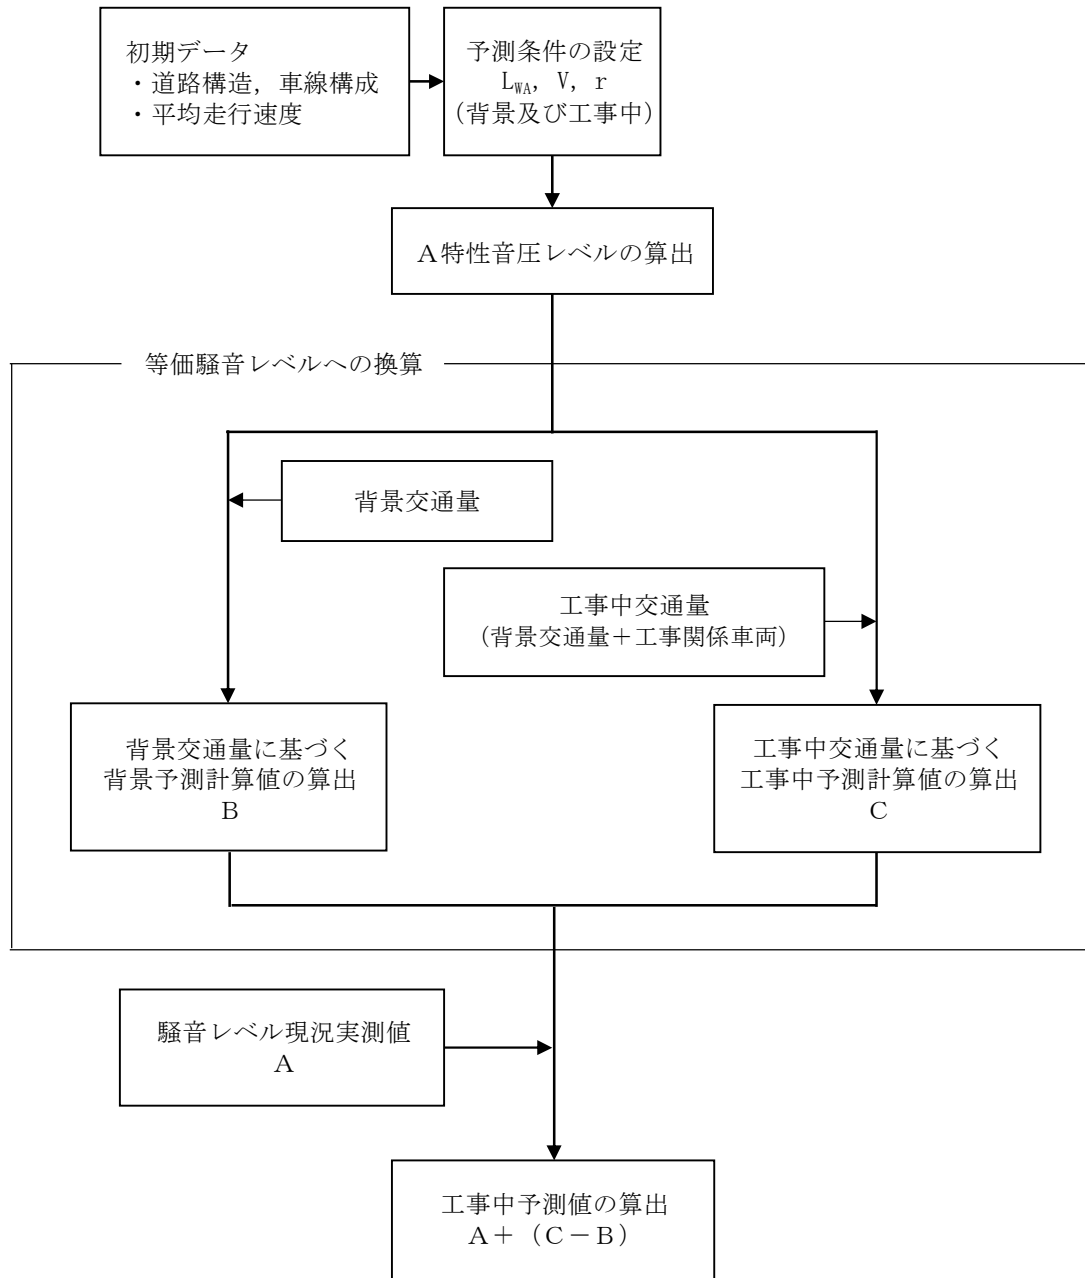 初期データ
・道路構造，車線構成
・平均走行速度
予測条件の設定
LWA, V, r
(背景及び工事中)
Ａ特性音圧レベルの算出
等価騒音レベルへの換算
背景交通量
工事中交通量
(背景交通量＋工事関係車両)
背景交通量に基づく
背景予測計算値の算出
Ｂ
工事中交通量に基づく
工事中予測計算値の算出
Ｃ
騒音レベル現況実測値
Ａ
工事中予測値の算出
Ａ＋（Ｃ－Ｂ）